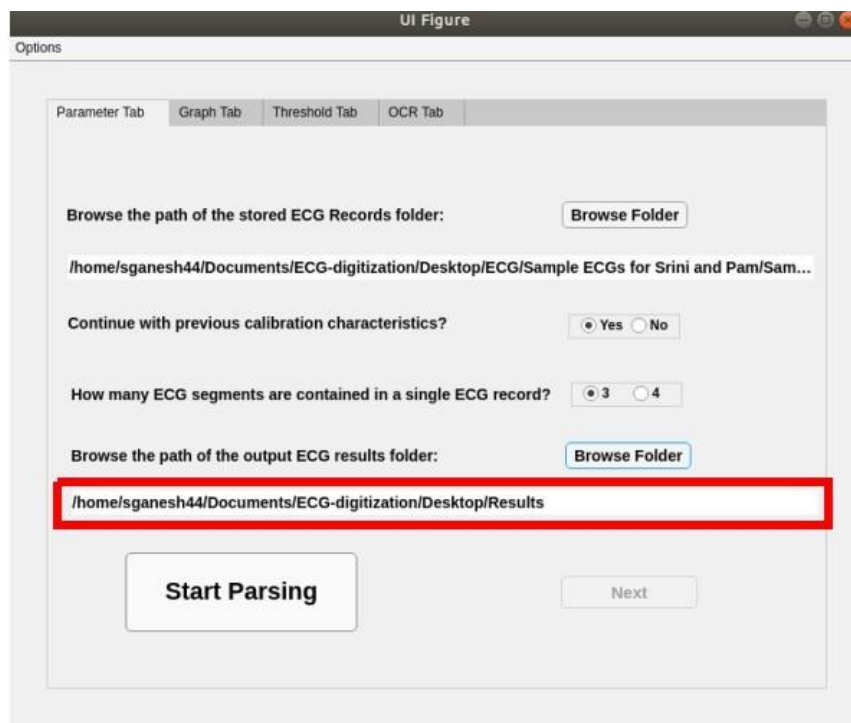 UI Figure
Options
Parameter Tab Graph Tab Threshold Tab OCR Tab
Browse the path of the stored ECG Records folder: Browse Folder
/home/sganesh44/Documents/ECG-digitization/Desktop/ECG/Sample ECGs for Srini and Pam/Sam...
Continue with previous calibration characteristics? Yes No
How many ECG segments are contained in a single ECG record? 3 4
Browse the path of the output ECG results folder: Browse Folder
/home/sganesh44/Documents/ECG-digitization/Desktop/Results
Start Parsing Next